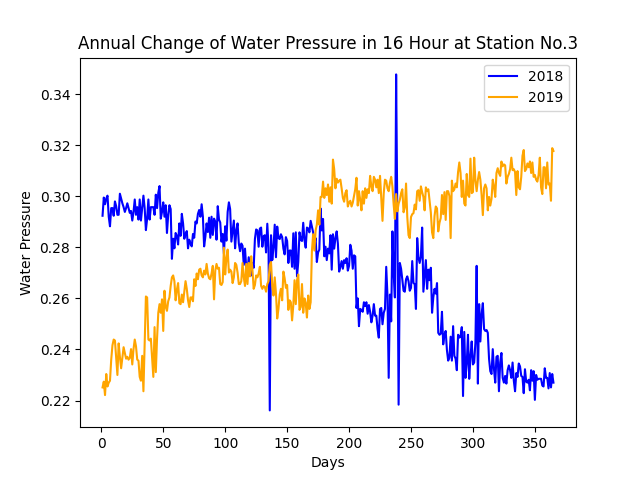 Annual Change of Water Pressure in 16 Hour at Station No.3
2018
2019
0.34
0.32
0.30
0.28
0.26
0.24
0.22
Water Pressure
0 50 100 150 200 250 300 350
Days